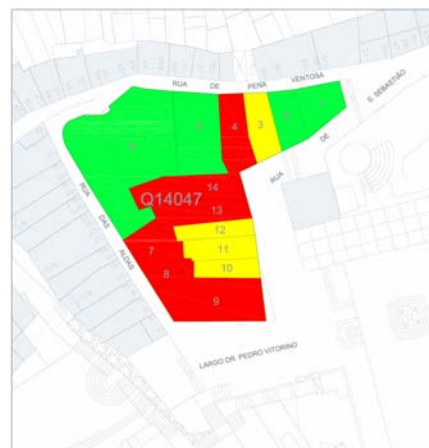 RUA DE PENA VENTOSA
S. SEBASTIÃO
DE
RUA
4
3
14
Q14047
13
12
11
10
7
8
9
RUA DAS ALDAS
LARGO DR. PEDRO VITORINO